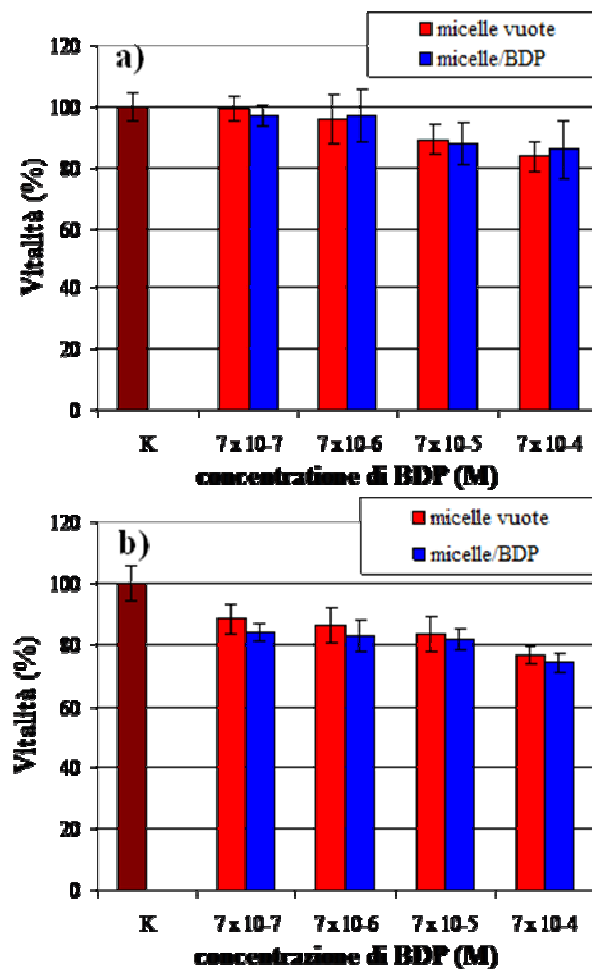 micelle vuote
micelle/BDP
a)
120
100
80
60
40
20
0
Vitalità (%)
K 7 x 10-7 7 x 10-6 7 x 10-5 7 x 10-4
concentratione di BDP (M)
micelle vuote
micelle/BDP
b)
120
100
80
60
40
20
0
Vitalità (%)
K 7 x 10-7 7 x 10-6 7 x 10-5 7 x 10-4
concentrazione di BDP (M)